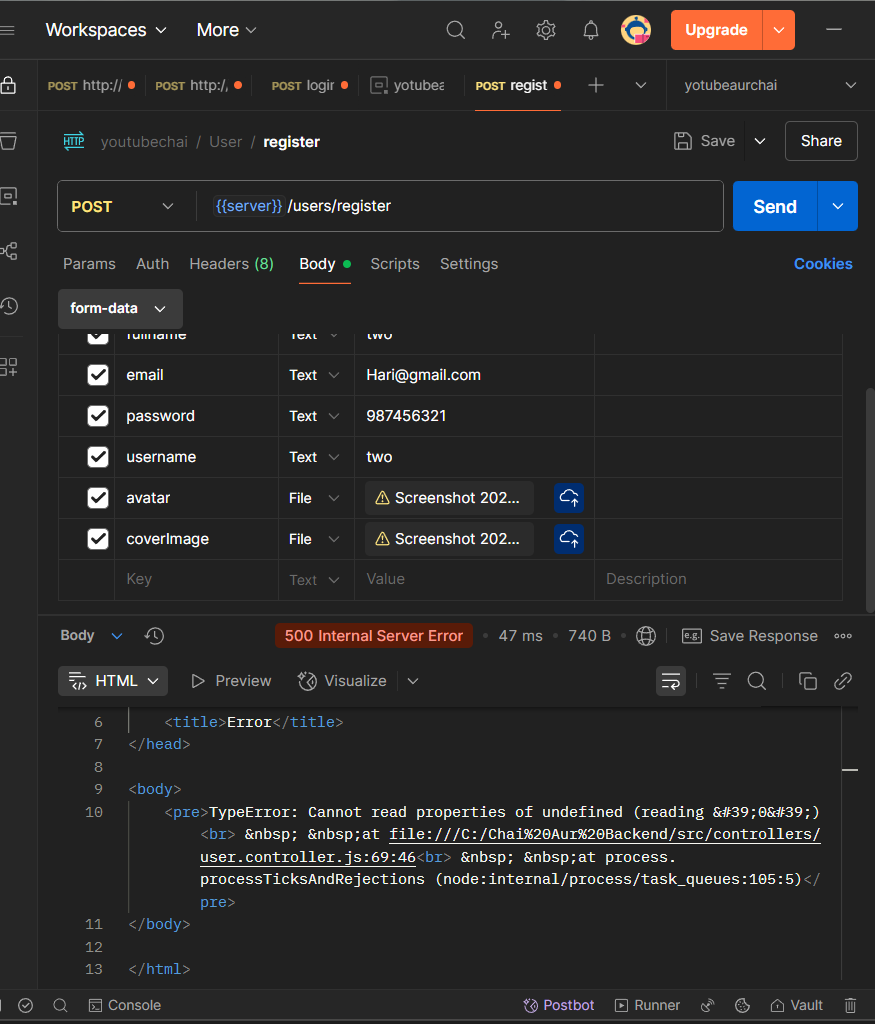 Workspaces More Upgrade
POST http:// POST http:/, POST login yotubea POST regist yotubeaurchai
HTTP youtubechai / User / register Save Share
POST {{server}} /users/register Send
Params Auth Headers (8) Body Scripts Settings Cookies
form-data
fullname Text two
email Text Hari@gmail.com
password Text 987456321
username Text two
avatar File Screenshot 202...
coverImage File Screenshot 202...
Key Text Value Description
Body 500 Internal Server Error • 47 ms • 740 B • e.g. Save Response
HTML Preview Visualize
6 <title>Error</title>
7 </head>
8
9 <body>
10 <pre>TypeError: Cannot read properties of undefined (reading &#39;0&#39;)
<br> &nbsp; &nbsp;at file:///C:/Chai%20Aur%20Backend/src/controllers/
user.controller.js:69:46<br> &nbsp; &nbsp;at process.
processTicksAndRejections (node:internal/process/task_queues:105:5)</
pre>
11 </body>
12
13 </html>
Console Postbot Runner Vault